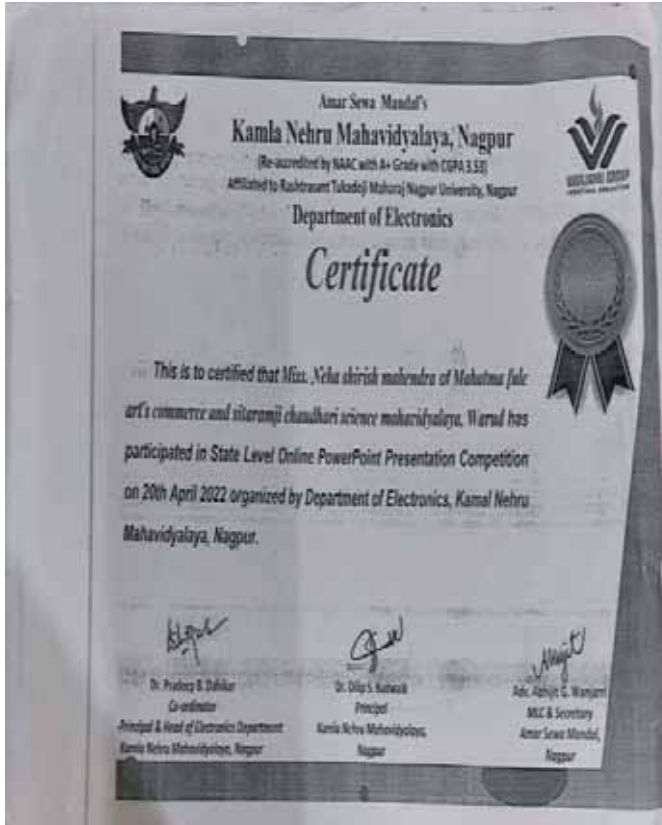 Amar Sewa Mandal's
Kamla Nehru Mahavidyalaya, Nagpur
(Re-accredited by NAAC with A+ Grade with CGPA 3.53)
Affiliated to Rashtrasant Tukadoji Maharaj Nagpur University, Nagpur
Department of Electronics
Certificate
This is to certified that Miss. Neha shirish mahendra of Mahatma fule
art's commerce and sitaramji chaudhari science mahavidyalaya, Warud has
participated in State Level Online PowerPoint Presentation Competition
on 20th April 2022 organized by Department of Electronics, Kamal Nehru
Mahavidyalaya, Nagpur.
Dr. Pradeep B. Dahikar
Co-ordinator
Principal & Head of Electronics Department
Kamla Nehru Mahavidyalaya, Nagpur
Dr. Dilip S.
Principal
Kamla Nehru Mahavidyalaya,
Nagpur
Adv. Abhijit G. Wanjarri
MLC & Secretary
Amar Sewa Mandal,
Nagpur